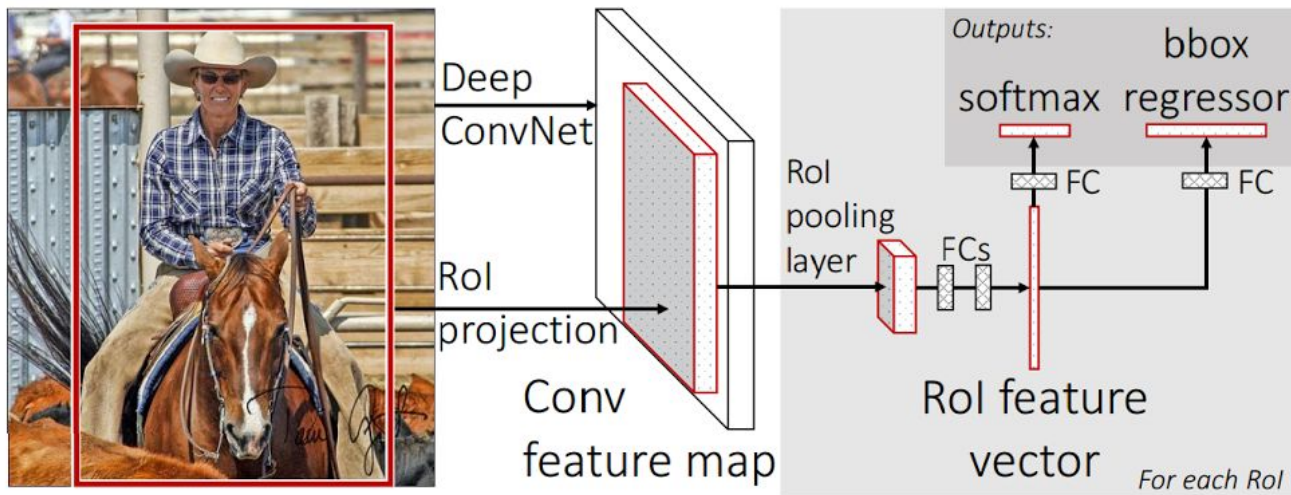 Deep
ConvNet
RoI
projection
Conv
feature map
RoI
pooling
layer
FCs
Outputs:
softmax
bbox
regressor
FC
FC
RoI feature
vector
For each RoI